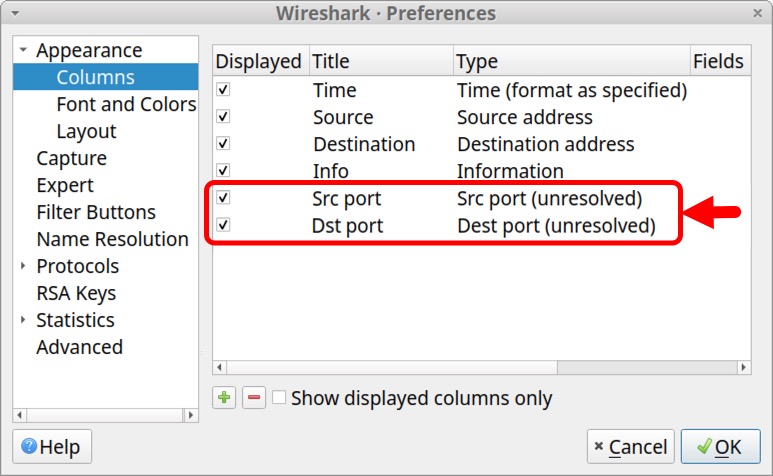 Wireshark · Preferences
Appearance
Columns
Font and Colors
Layout
Capture
Expert
Filter Buttons
Name Resolution
Protocols
RSA Keys
Statistics
Advanced
Displayed Title Type Fields
Time Time (format as specified)
Source Source address
Destination Destination address
Info Information
Src port Src port (unresolved)
Dst port Dest port (unresolved)
Show displayed columns only
Help Cancel OK